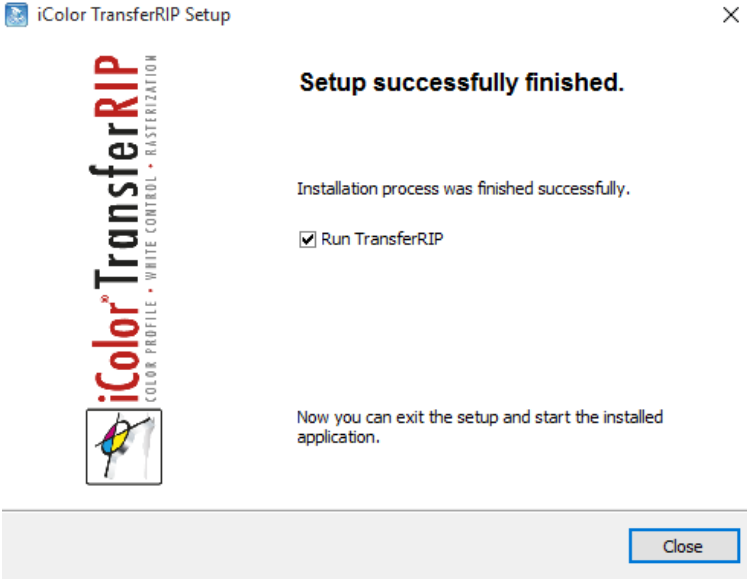 iColor TransferRIP Setup
iColor® TransferRIP
COLOR PROFILE • WHITE CONTROL • RASTERIZATION
Setup successfully finished.
Installation process was finished successfully.
Run TransferRIP
Now you can exit the setup and start the installed
application.
Close